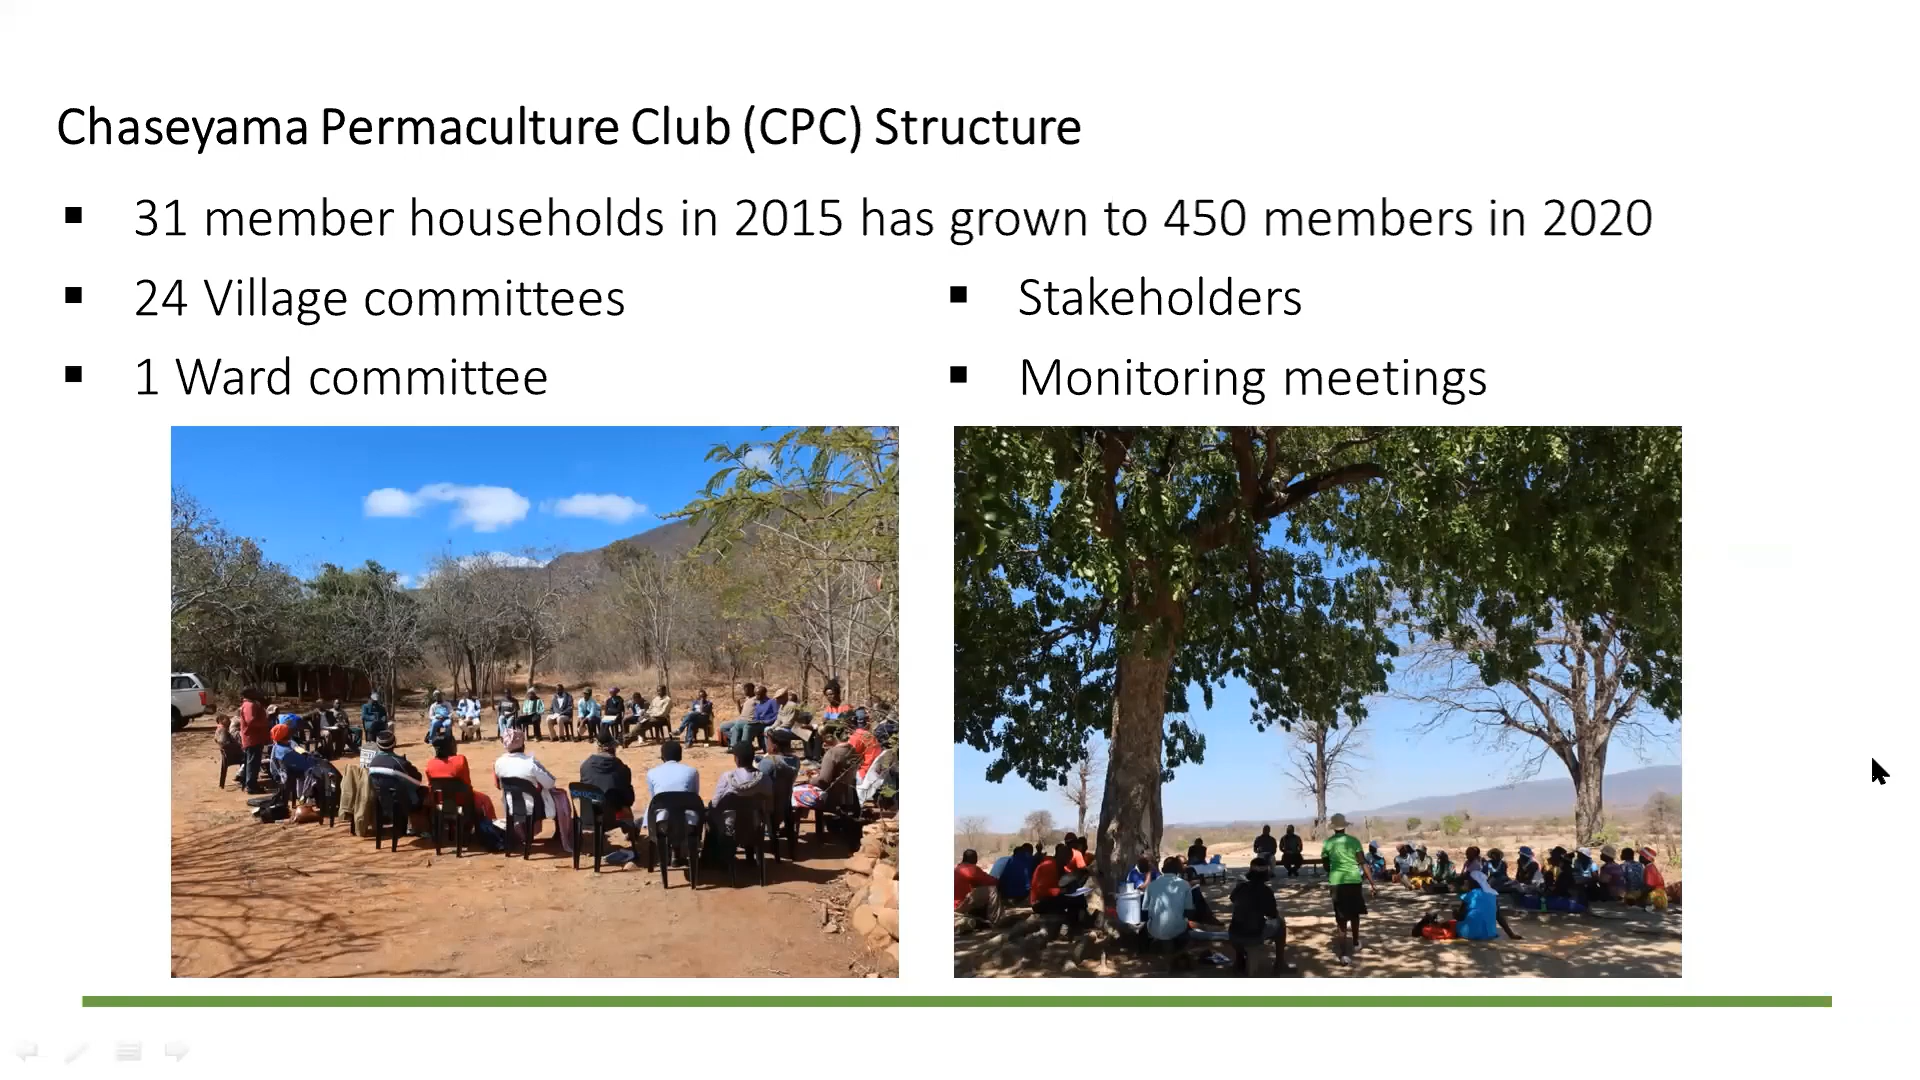 Chaseyama Permaculture Club (CPC) Structure
▪ 31 member households in 2015 has grown to 450 members in 2020
▪ 24 Village committees
▪ 1 Ward committee
▪ Stakeholders
▪ Monitoring meetings